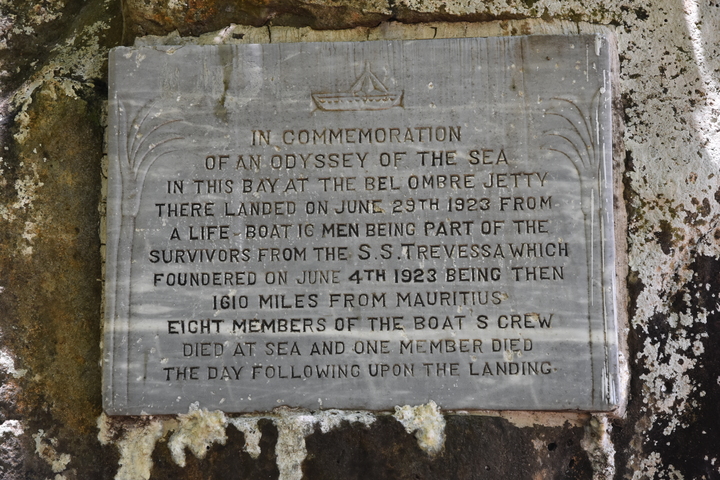 IN COMMEMORATION
OF AN ODYSSEY OF THE SEA
IN THIS BAY AT THE BEL OMBRE JETTY
THERE LANDED ON JUNE 29TH 1923 FROM
A LIFE-BOAT 16 MEN BEING PART OF THE
SURVIVORS FROM THE S.S. TREVESSA WHICH
FOUNDERED ON JUNE 4TH 1923 BEING THEN
1610 MILES FROM MAURITIUS
EIGHT MEMBERS OF THE BOAT'S CREW
DIED AT SEA AND ONE MEMBER DIED
THE DAY FOLLOWING UPON THE LANDING.